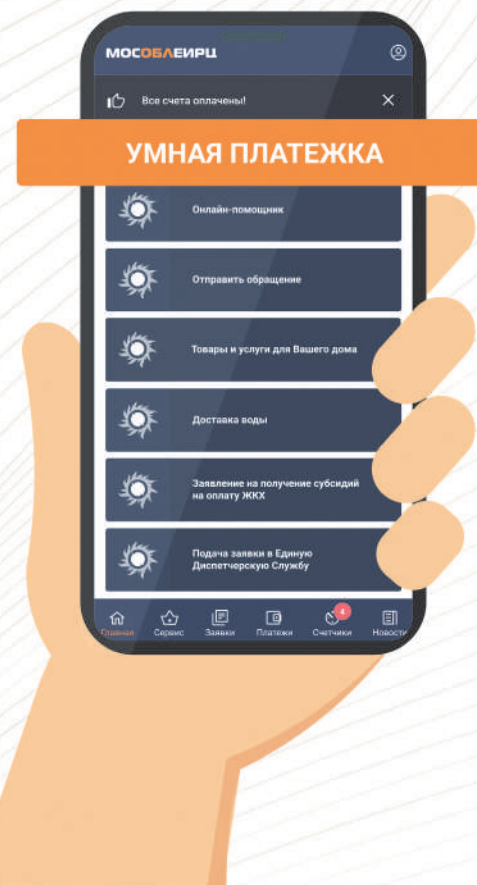 МОСОБЛЕИРЦ
Все счета оплачены!
УМНАЯ ПЛАТЕЖКА
Онлайн-помощник
Отправить обращение
Товары и услуги для Вашего дома
Доставка воды
Заявление на получение субсидий
на оплату ЖКХ
Подача заявки в Единую
Диспетчерскую Службу
4
Главная Сервис Заявки Платежи Счетчики Новости